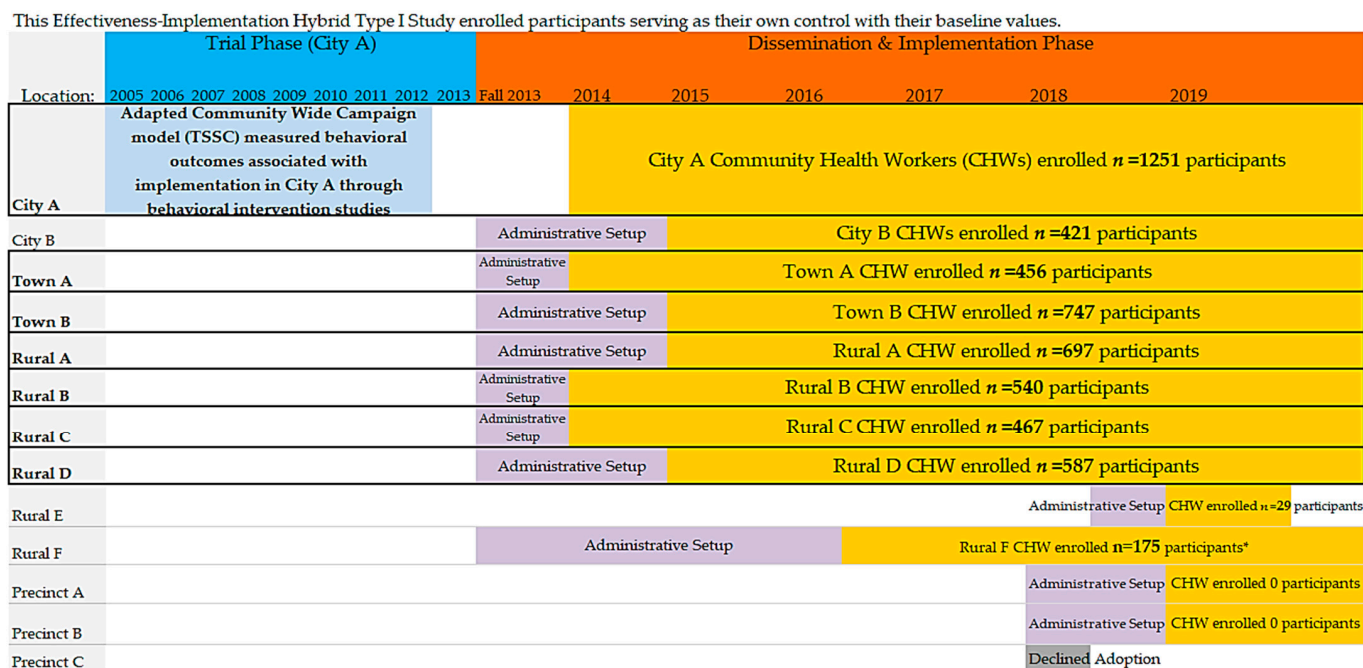 This Effectiveness-Implementation Hybrid Type I Study enrolled participants serving as their own control with their baseline values.
Trial Phase (City A) Dissemination & Implementation Phase
Location: 2005 2006 2007 2008 2009 2010 2011 2012 2013 Fall 2013 2014 2015 2016 2017 2018 2019
Adapted Community Wide Campaign
model (TSSC) measured behavioral
outcomes associated with
implementation in City A through
behavioral intervention studies
City A Community Health Workers (CHWs) enrolled n =1251 participants
City A
City B Administrative Setup City B CHWs enrolled n =421 participants
Town A Administrative
Setup Town A CHW enrolled n =456 participants
Town B Administrative Setup Town B CHW enrolled n =747 participants
Rural A Administrative Setup Rural A CHW enrolled n =697 participants
Rural B Administrative
Setup Rural B CHW enrolled n =540 participants
Rural C Administrative
Setup Rural C CHW enrolled n =467 participants
Rural D Administrative Setup Rural D CHW enrolled n =587 participants
Rural E Administrative Setup CHW enrolled n=29 participants
Rural F Administrative Setup Rural F CHW enrolled n=175 participants*
Precinct A Administrative Setup CHW enrolled 0 participants
Precinct B Administrative Setup CHW enrolled 0 participants
Precinct C Declined Adoption